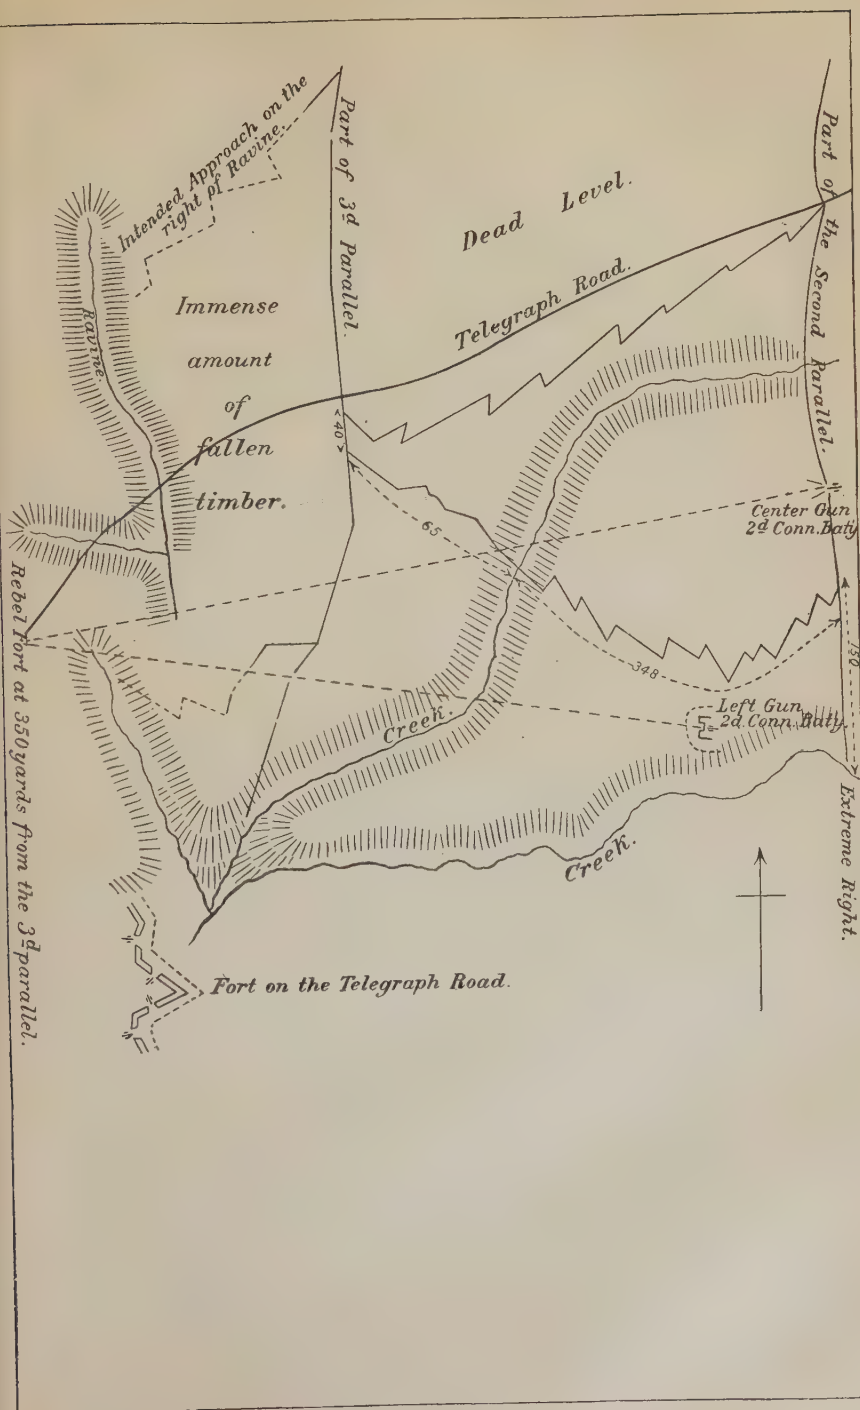 Intended Approach on the
right of Ravine.
Part of 3d Parallel.
Dead Level.
Part of the Second Parallel.
Telegraph Road.
Ravine.
Immense
amount
of
fallen
timber.
40
65
Center Gun
2d Conn. Baty
348
150
Left Gun
2d Conn. Baty.
Creek.
Creek.
Extreme Right.
Rebel Fort at 350 yards from the 3d parallel.
Fort on the Telegraph Road.